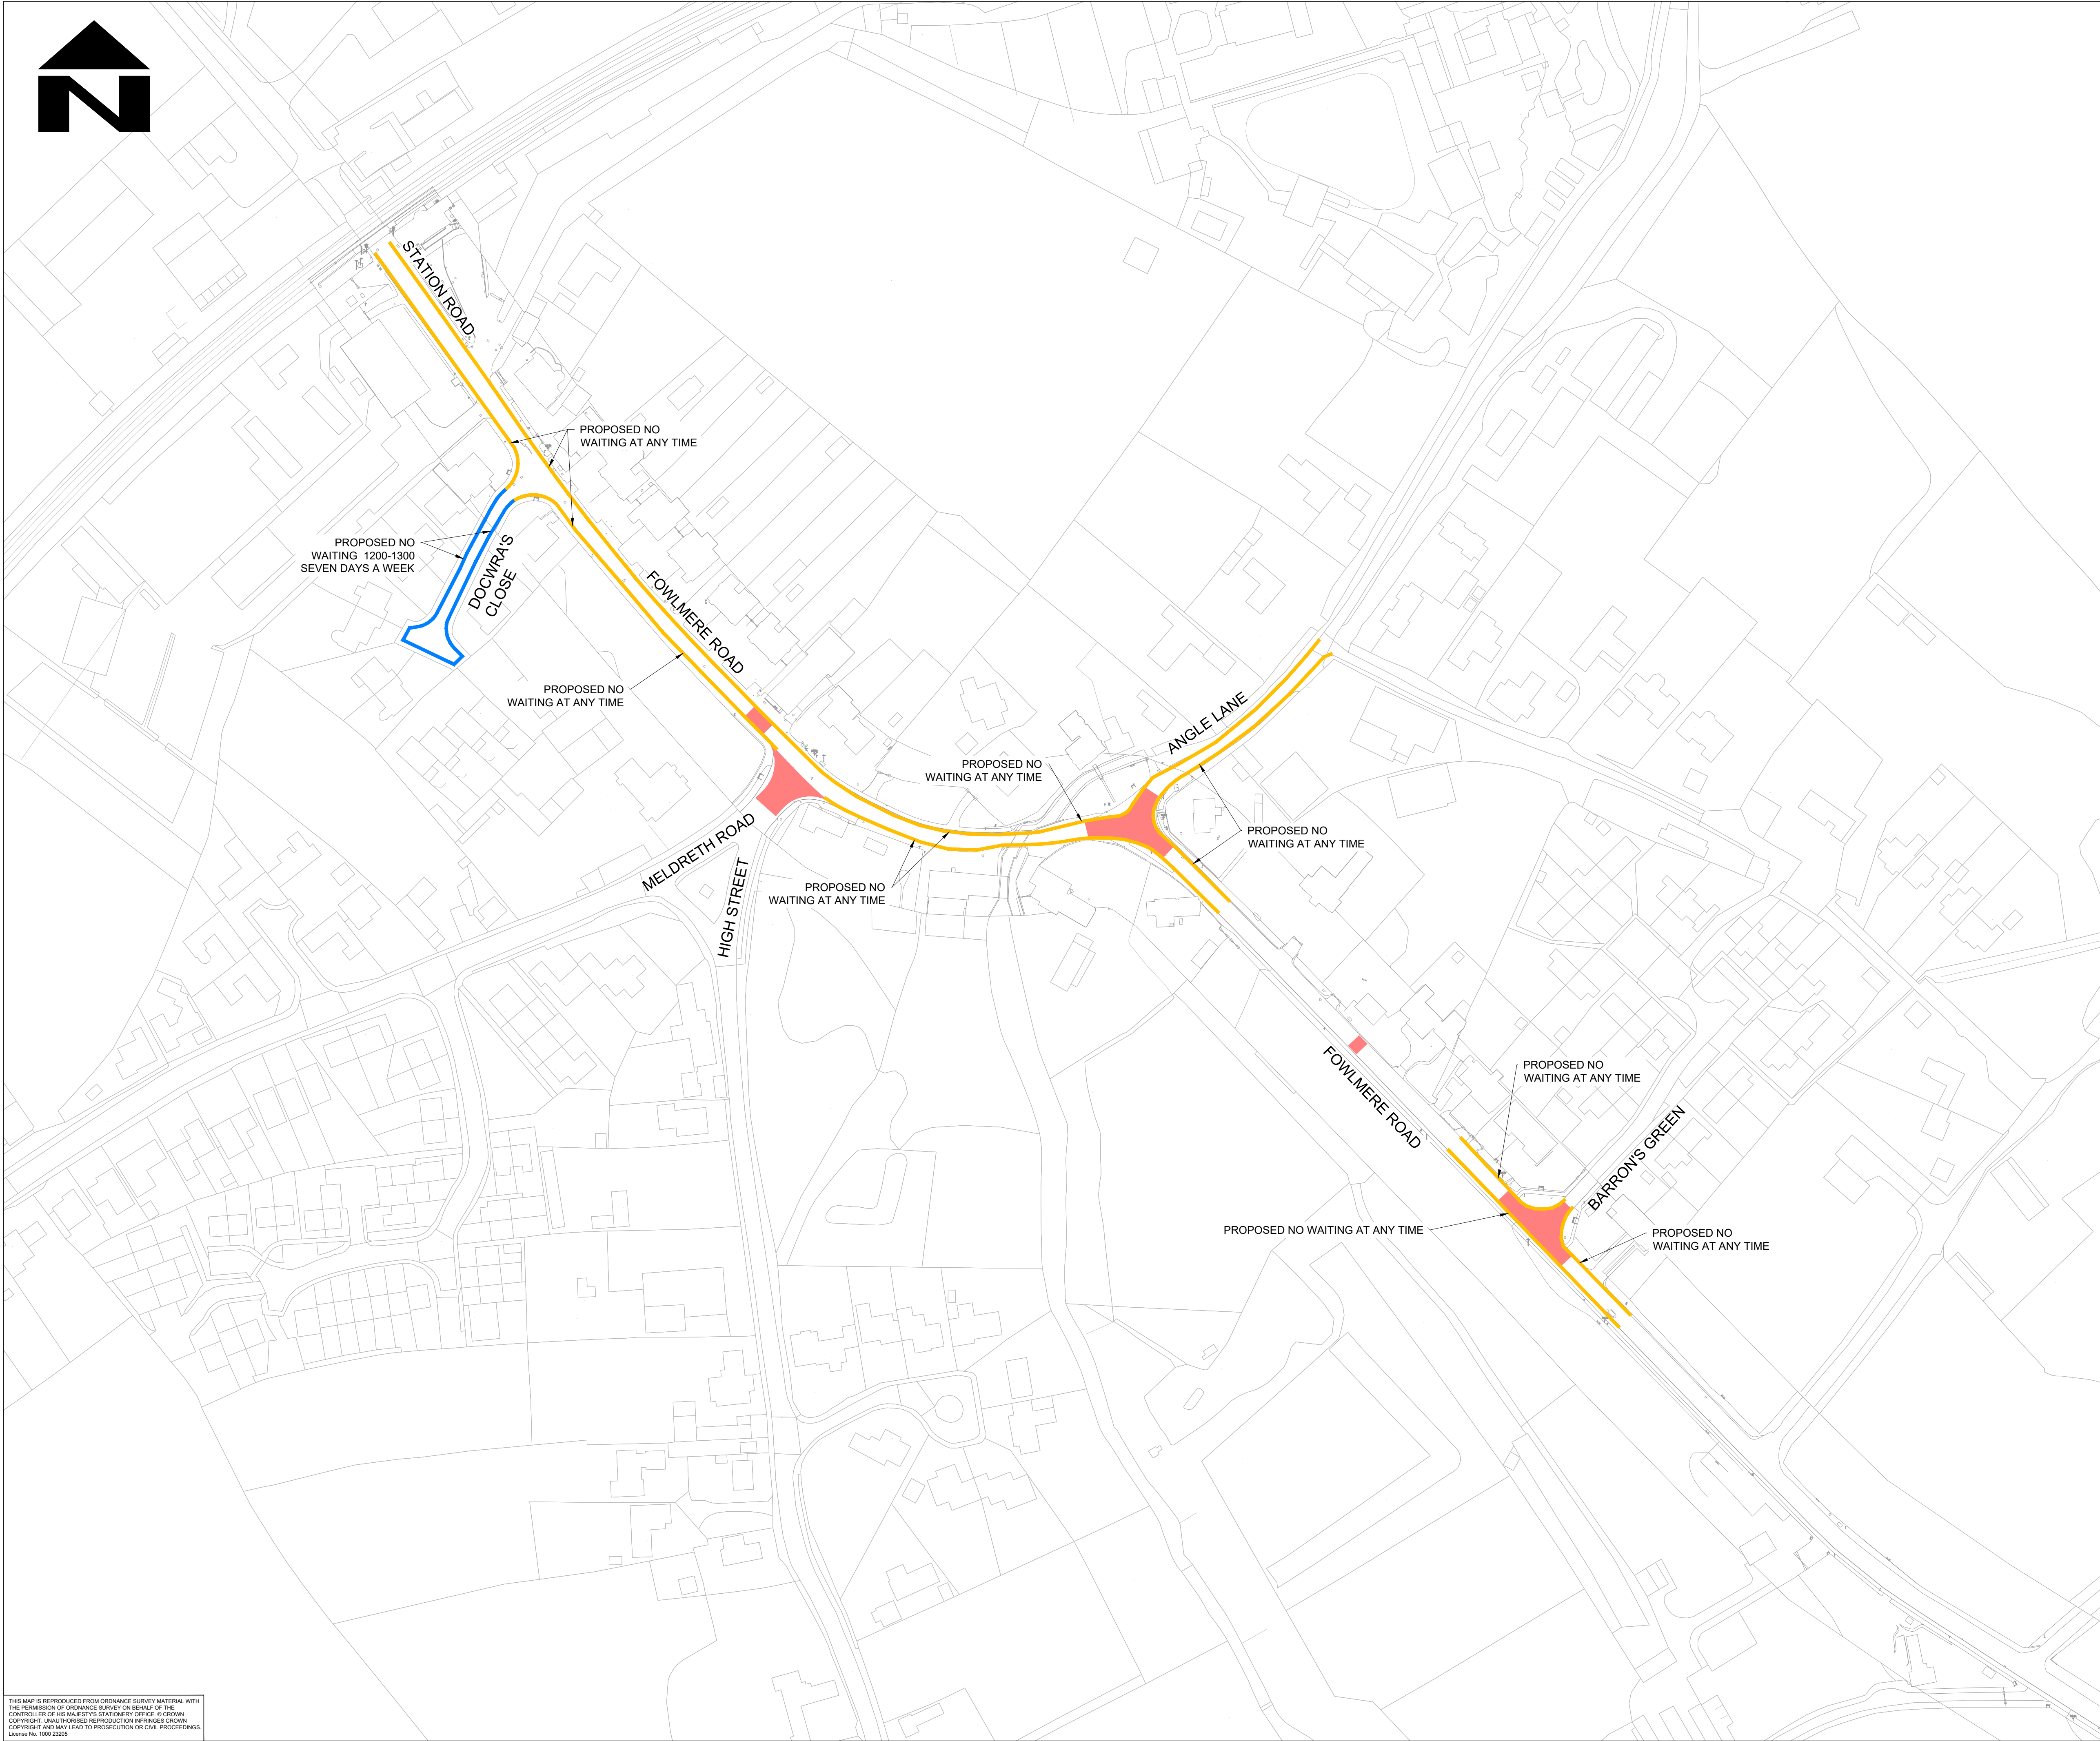 N
STATION ROAD
PROPOSED NO
WAITING AT ANY TIME
PROPOSED NO
WAITING 1200-1300
SEVEN DAYS A WEEK
DOCWRA'S
CLOSE
FOWLMERE ROAD
PROPOSED NO
WAITING AT ANY TIME
ANGLE LANE
PROPOSED NO
WAITING AT ANY TIME
MELDRETH ROAD
HIGH STREET
PROPOSED NO
WAITING AT ANY TIME
PROPOSED NO
WAITING AT ANY TIME
FOWLMERE ROAD
PROPOSED NO
WAITING AT ANY TIME
BARRON'S GREEN
PROPOSED NO WAITING AT ANY TIME
PROPOSED NO
WAITING AT ANY TIME
THIS MAP IS REPRODUCED FROM ORDNANCE SURVEY MATERIAL WITH
THE PERMISSION OF ORDNANCE SURVEY ON BEHALF OF THE
CONTROLLER OF HIS MAJESTY'S STATIONERY OFFICE. © CROWN
COPYRIGHT. UNAUTHORISED REPRODUCTION INFRINGES CROWN
COPYRIGHT AND MAY LEAD TO PROSECUTION OR CIVIL PROCEEDINGS.
License No. 1000 23205